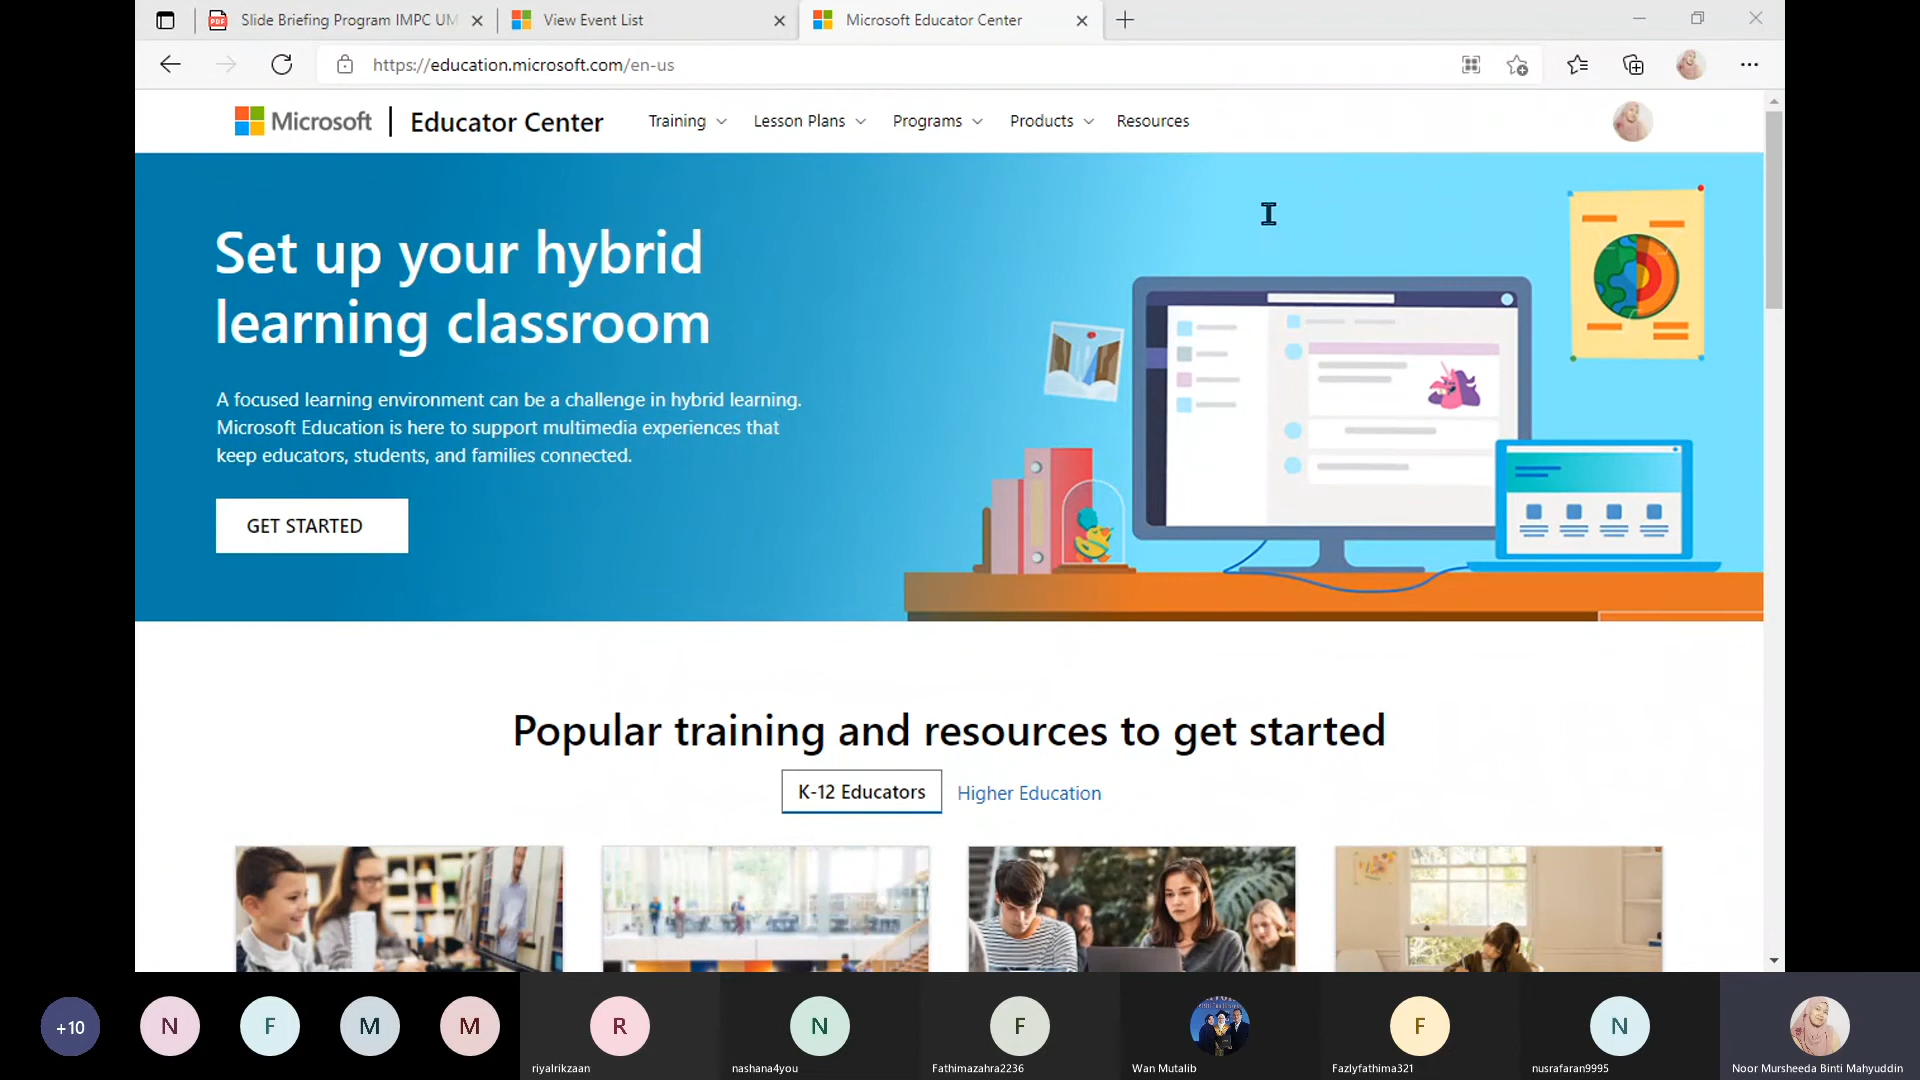 Slide Briefing Program IMPC UM
View Event List
Microsoft Educator Center
https://education.microsoft.com/en-us
Microsoft
Educator Center
Training
Lesson Plans
Programs
Products
Resources
Set up your hybrid
learning classroom
A focused learning environment can be a challenge in hybrid learning.
Microsoft Education is here to support multimedia experiences that
keep educators, students, and families connected.
GET STARTED
Popular training and resources to get started
K-12 Educators
Higher Education
+10
N
F
M
M
R
N
F
F
N
riyalrikzaan
nashana4you
Fathimazahra2236
Wan Mutalib
Fazlyfathima321
nusrafaran9995
Noor Mursheeda Binti Mahyuddin